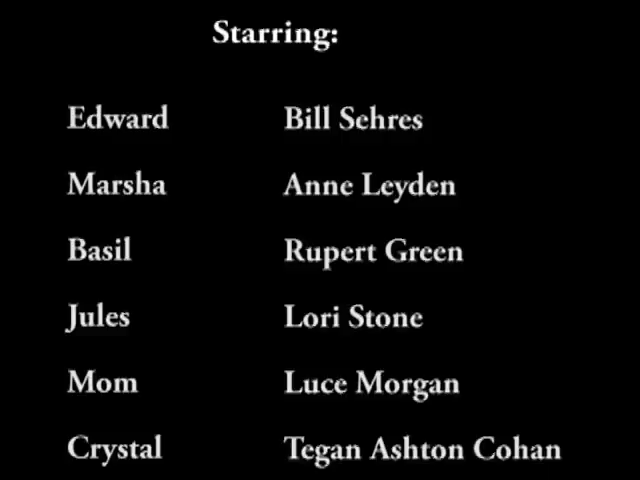 Starring:
Edward Bill Sehres
Marsha Anne Leyden
Basil Rupert Green
Jules Lori Stone
Mom Luce Morgan
Crystal Tegan Ashton Cohan